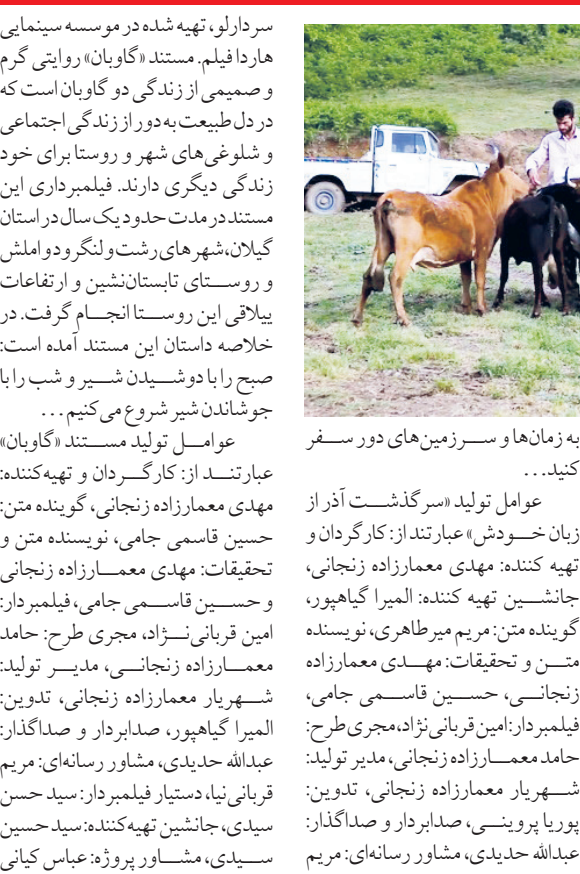 به زمان‌ها و سرزمین‌های دور سفر
کنید...
عوامل تولید «سرگذشت آذر از
زبان خودش» عبارتند از: کارگردان و
تهیه کننده: مهدی معمارزاده زنجانی،
جانشین تهیه کننده: المیرا گیاهپور،
گوینده متن: مریم میرطاهری، نویسنده
متن و تحقیقات: مهدی معمارزاده
زنجانی، حسین قاسمی جامی،
فیلمبردار: امین قربانی‌نژاد، مجری طرح:
حامد معمارزاده زنجانی، مدیر تولید:
شهریار معمارزاده زنجانی، تدوین:
پوریا پروینی، صدابردار و صداگذار:
عبدالله حدیدی، مشاور رسانه‌ای: مریم
سردارلو، تهیه شده در موسسه سینمایی
هاردا فیلم. مستند «گاوبان» روایتی گرم
و صمیمی از زندگی دو گاوبان است که
در دل طبیعت به دور از زندگی اجتماعی
و شلوغی‌های شهر و روستا برای خود
زندگی دیگری دارند. فیلمبرداری این
مستند در مدت حدود یک سال در استان
گیلان، شهرهای رشت و لنگرود و املش
و روستای تابستان‌نشین و ارتفاعات
ییلاقی این روستا انجام گرفت. در
خلاصه داستان این مستند آمده است:
صبح را با دوشیدن شیر و شب را با
جوشاندن شیر شروع می‌کنیم...
عوامل تولید مستند «گاوبان»
عبارتند از: کارگردان و تهیه‌کننده:
مهدی معمارزاده زنجانی، گوینده متن:
حسین قاسمی جامی، نویسنده متن و
تحقیقات: مهدی معمارزاده زنجانی
و حسین قاسمی جامی، فیلمبردار:
امین قربانی‌نژاد، مجری طرح: حامد
معمارزاده زنجانی، مدیر تولید:
شهریار معمارزاده زنجانی، تدوین:
المیرا گیاهپور، صدابردار و صداگذار:
عبدالله حدیدی، مشاور رسانه‌ای: مریم
قربانی‌نیا، دستیار فیلمبردار: سید حسن
سیدی، جانشین تهیه‌کننده: سید حسین
سیدی، مشاور پروژه: عباس کیانی